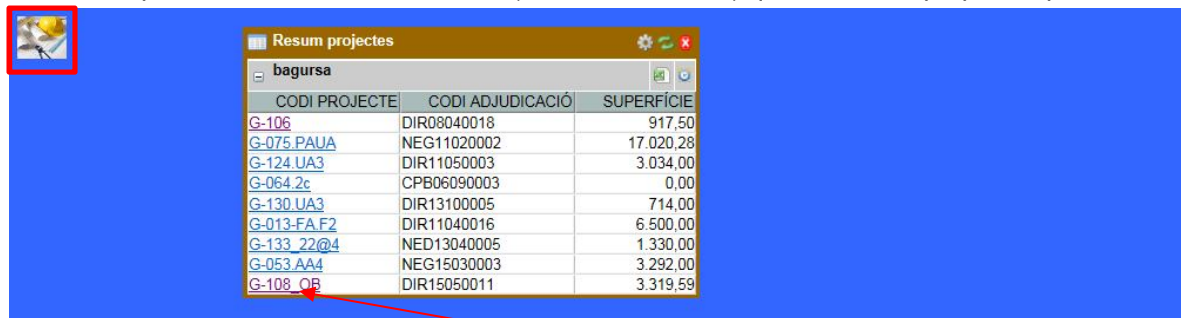 Resum projectes
bagursa
CODI PROJECTE CODI ADJUDICACIÓ SUPERFÍCIE
G-106 DIR08040018 917,50
G-075.PAUA NEG11020002 17.020,28
G-124.UA3 DIR11050003 3.034,00
G-064.2c CPB06090003 0,00
G-130.UA3 DIR13100005 714,00
G-013-FA.F2 DIR11040016 6.500,00
G-133_22@4 NED13040005 1.330,00
G-053.AA4 NEG15030003 3.292,00
G-108_OB DIR15050011 3.319,59